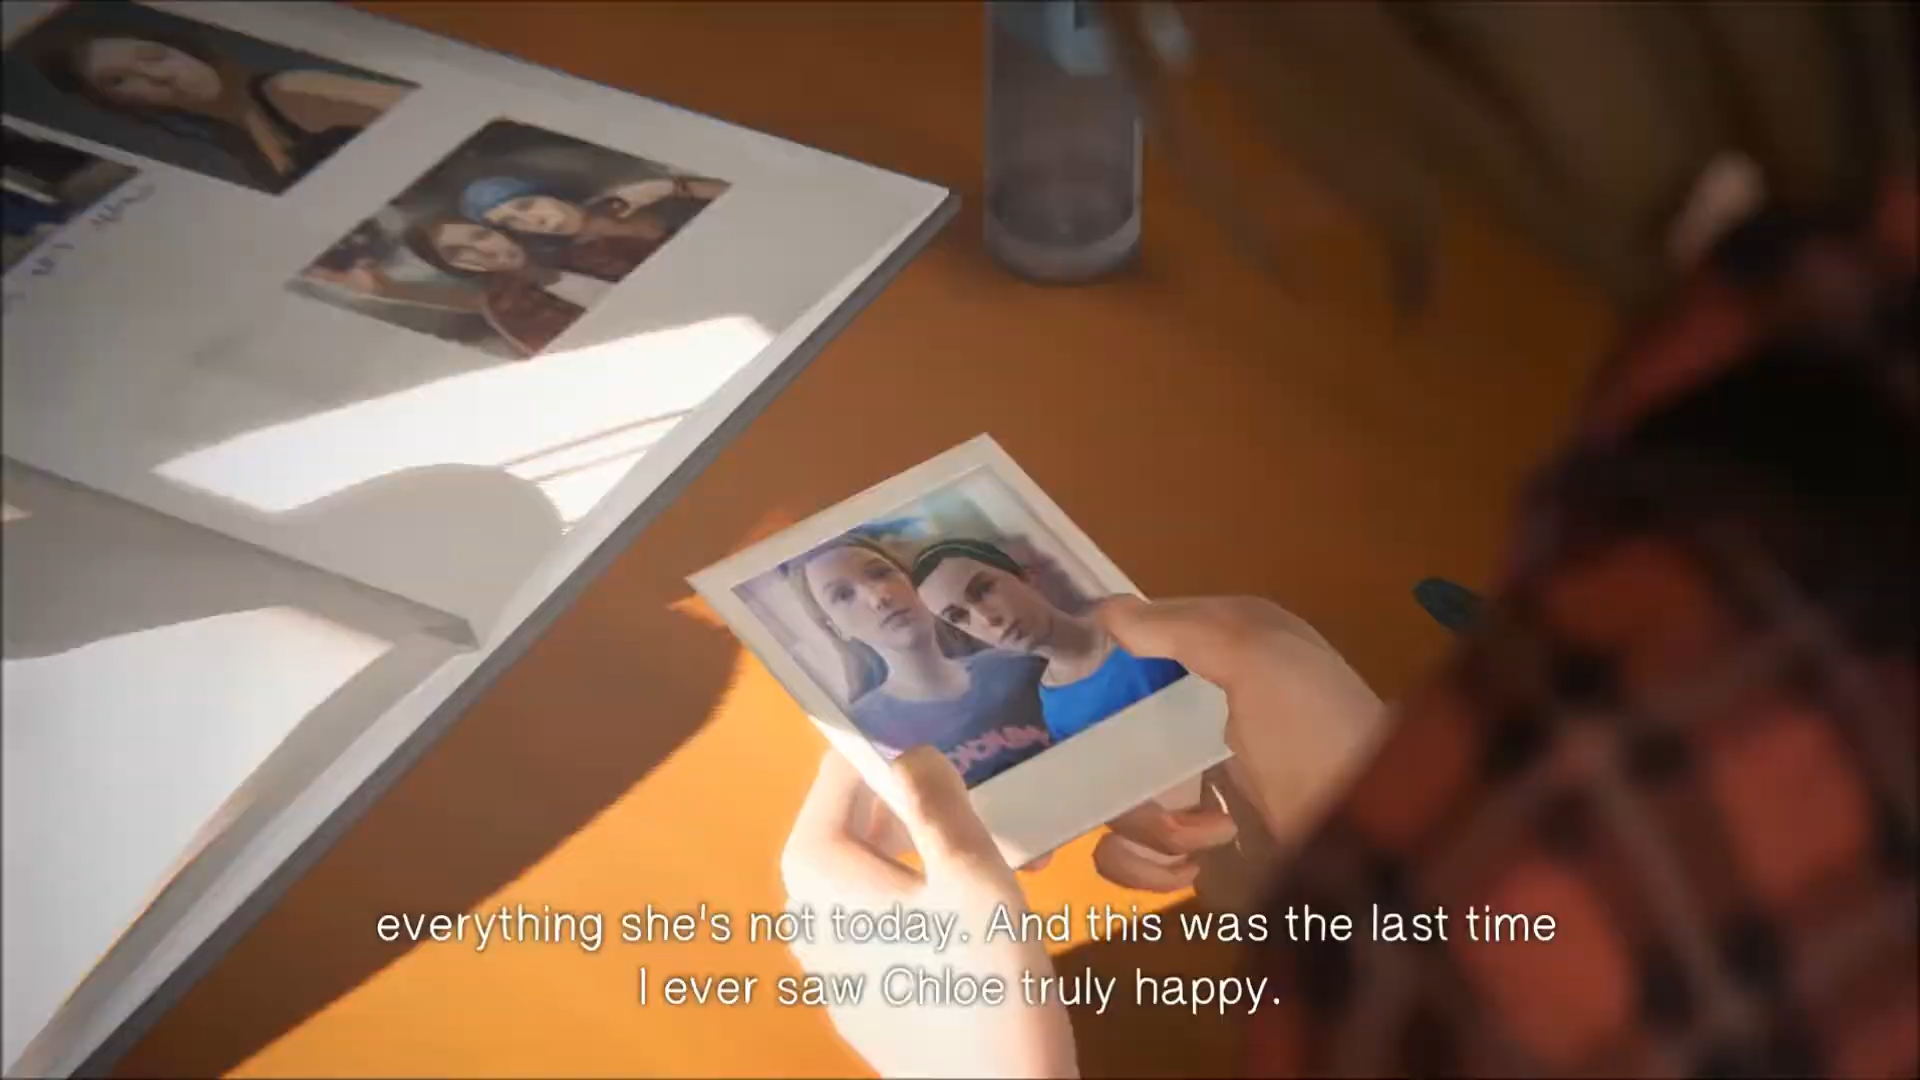 everything she's not today. And this was the last time
I ever saw Chloe truly happy.